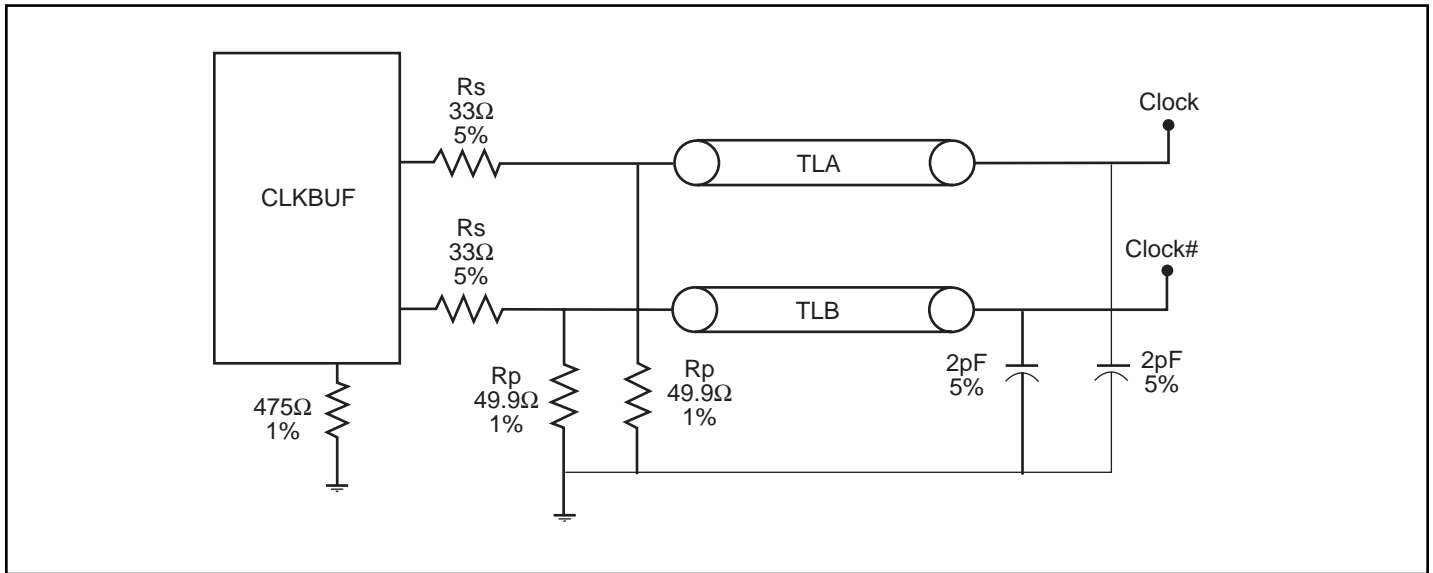 Rs
33Ω
5%
Clock
TLA
CLKBUF
Rs
33Ω
5%
Clock#
TLB
475Ω
1%
Rp
49.9Ω
1%
Rp
49.9Ω
1%
2pF
5%
2pF
5%